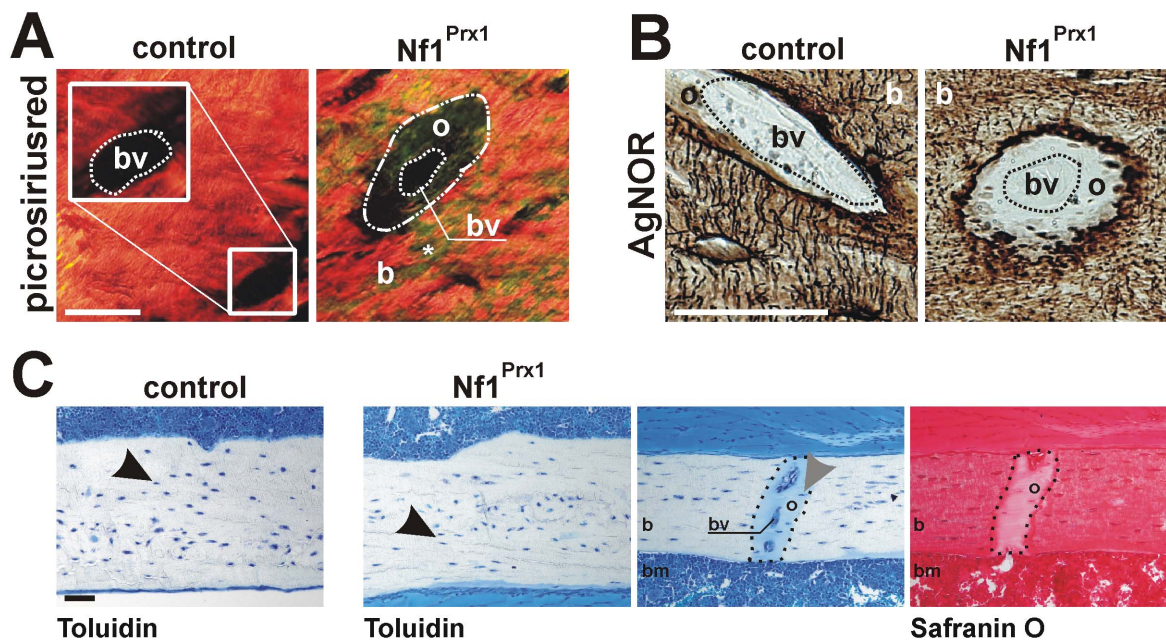 A
control
Nf1Prx1
picrosiriusred
bv
o
bv
*
b
B
control
Nf1Prx1
AgNOR
o
b
bv
b
bv
o
C
control
Nf1Prx1
bv
o
b
bm
o
b
bm
Toluidin
Toluidin
Safranin O